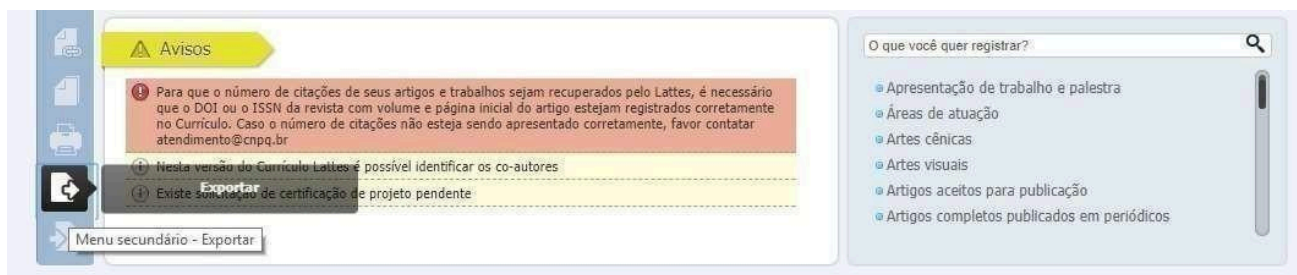 Avisos
Para que o número de citações de seus artigos e trabalhos sejam recuperados pelo Lattes, é necessário
que o DOI ou o ISSN da revista com volume e página inicial do artigo estejam registrados corretamente
no Currículo. Caso o número de citações não esteja sendo apresentado corretamente, favor contatar
atendimento@cnpq.br
Nesta versão do Currículo Lattes é possível identificar os co-autores
Existe solicitação de certificação de projeto pendente
Exportar
Menu secundário - Exportar
O que você quer registrar?
Apresentação de trabalho e palestra
Áreas de atuação
Artes cênicas
Artes visuais
Artigos aceitos para publicação
Artigos completos publicados em periódicos